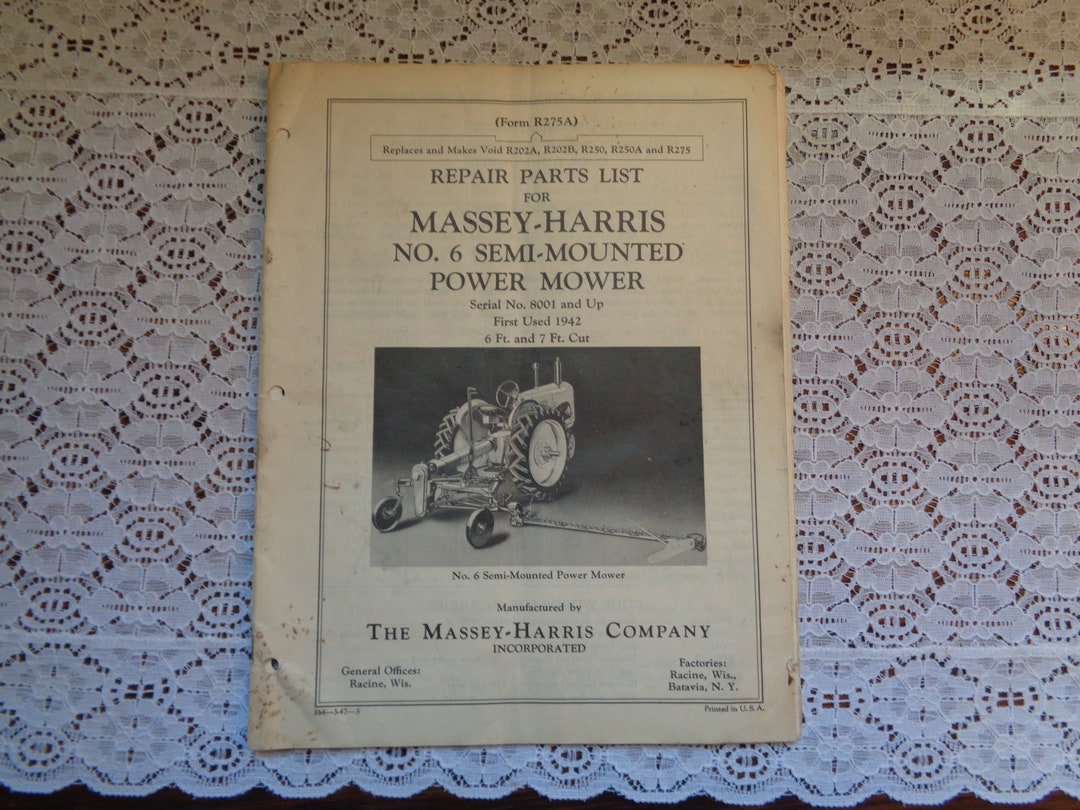 (Form R275A)
Replaces and Makes Void R202A, R202B, R250, R250A and R275
REPAIR PARTS LIST
FOR
MASSEY-HARRIS
NO. 6 SEMI-MOUNTED
POWER MOWER
Serial No. 8001 and Up
First Used 1942
6 Ft. and 7 Ft. Cut
No. 6 Semi-Mounted Power Mower
Manufactured by
THE MASSEY-HARRIS COMPANY
INCORPORATED
General Offices:
Racine, Wis.
Factories:
Racine, Wis.,
Batavia, N. Y.
8M—3-47—S
Printed in U. S. A.